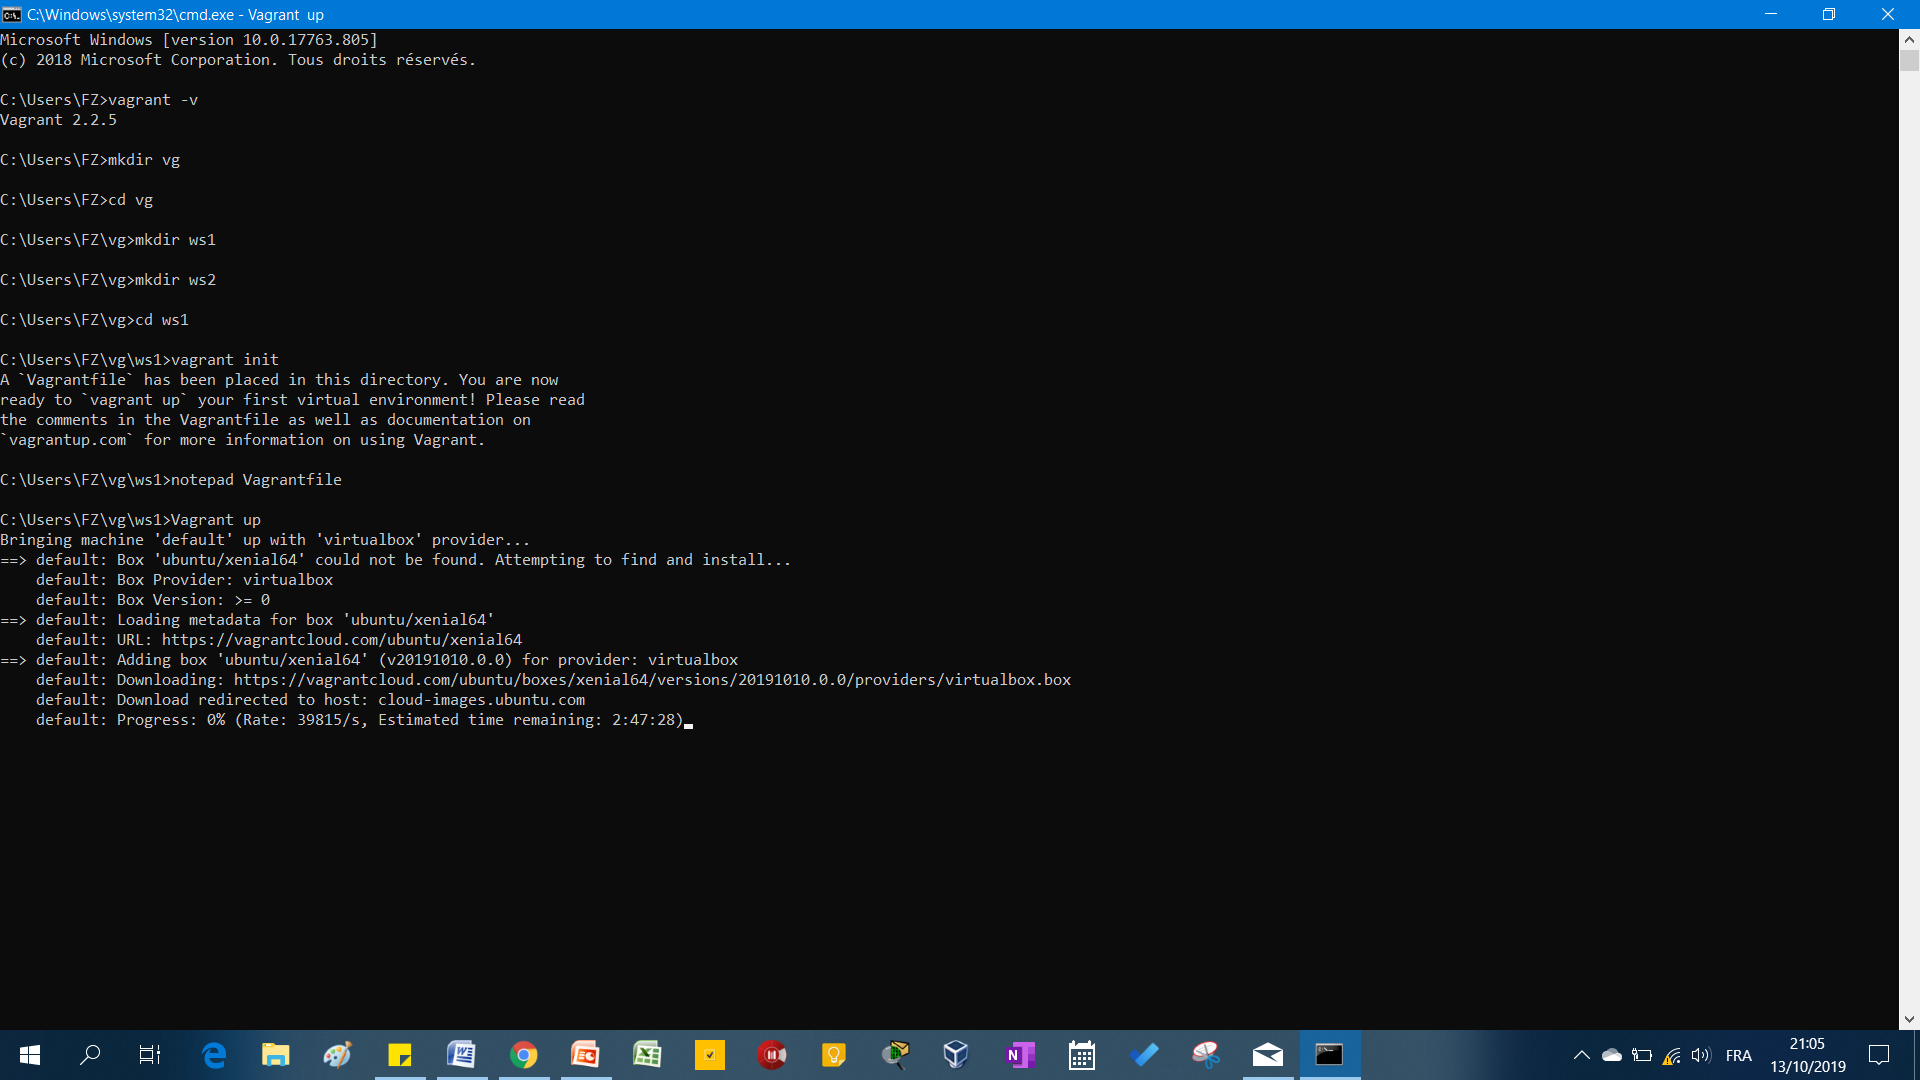 C:\Windows\system32\cmd.exe - Vagrant  up
Microsoft Windows [version 10.0.17763.805]
(c) 2018 Microsoft Corporation. Tous droits réservés.
C:\Users\FZ>vagrant -v
Vagrant 2.2.5
C:\Users\FZ>mkdir vg
C:\Users\FZ>cd vg
C:\Users\FZ\vg>mkdir ws1
C:\Users\FZ\vg>mkdir ws2
C:\Users\FZ\vg>cd ws1
C:\Users\FZ\vg\ws1>vagrant init
A `Vagrantfile` has been placed in this directory. You are now
ready to `vagrant up` your first virtual environment! Please read
the comments in the Vagrantfile as well as documentation on
`vagrantup.com` for more information on using Vagrant.
C:\Users\FZ\vg\ws1>notepad Vagrantfile
C:\Users\FZ\vg\ws1>Vagrant up
Bringing machine 'default' up with 'virtualbox' provider...
==> default: Box 'ubuntu/xenial64' could not be found. Attempting to find and install...
    default: Box Provider: virtualbox
    default: Box Version: >= 0
==> default: Loading metadata for box 'ubuntu/xenial64'
    default: URL: https://vagrantcloud.com/ubuntu/xenial64
==> default: Adding box 'ubuntu/xenial64' (v20191010.0.0) for provider: virtualbox
    default: Downloading: https://vagrantcloud.com/ubuntu/boxes/xenial64/versions/20191010.0.0/providers/virtualbox.box
    default: Download redirected to host: cloud-images.ubuntu.com
    default: Progress: 0% (Rate: 39815/s, Estimated time remaining: 2:47:28)
FRA
21:05
13/10/2019